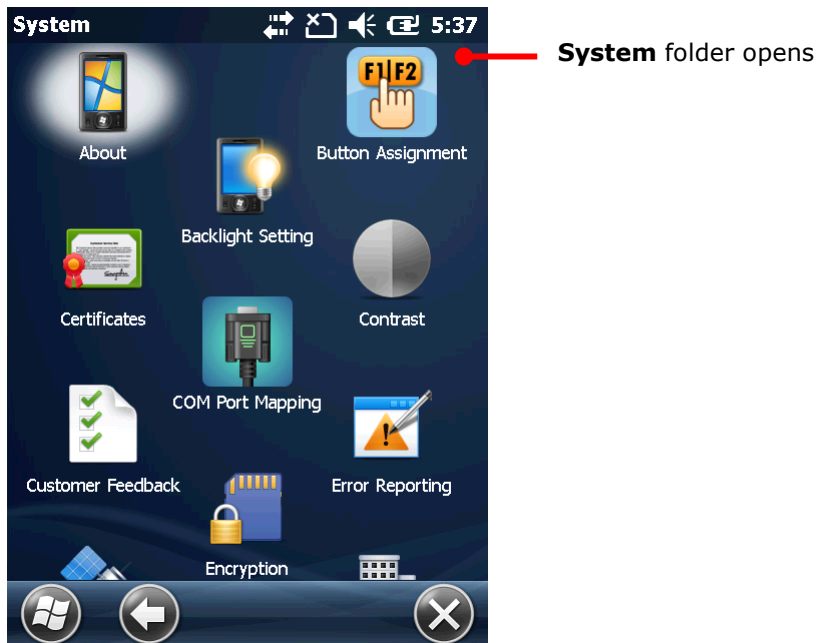 System 5:37
System folder opens
F1 F2
About
Button Assignment
Backlight Setting
Certificates
Contrast
COM Port Mapping
Customer Feedback
Error Reporting
Encryption